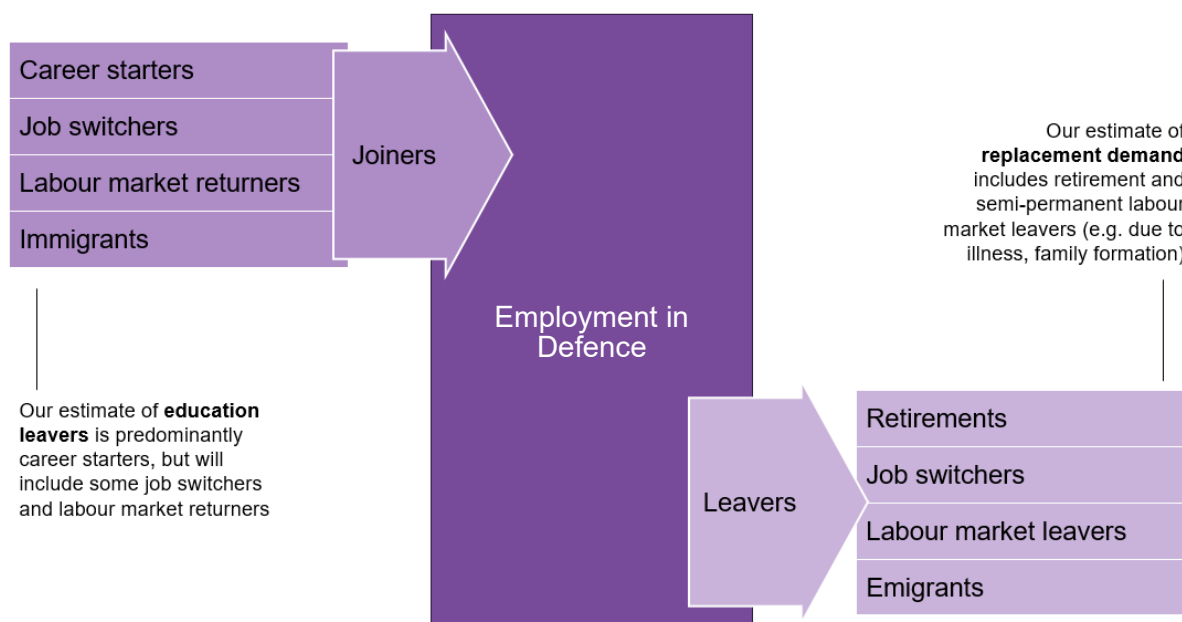 Career starters
Job switchers
Labour market returners
Immigrants
Joiners
Our estimate of education
leavers is predominantly
career starters, but will
include some job switchers
and labour market returners
Employment in
Defence
Our estimate of
replacement demand
includes retirement and
semi-permanent labour
market leavers (e.g. due to
illness, family formation)
Leavers
Retirements
Job switchers
Labour market leavers
Emigrants